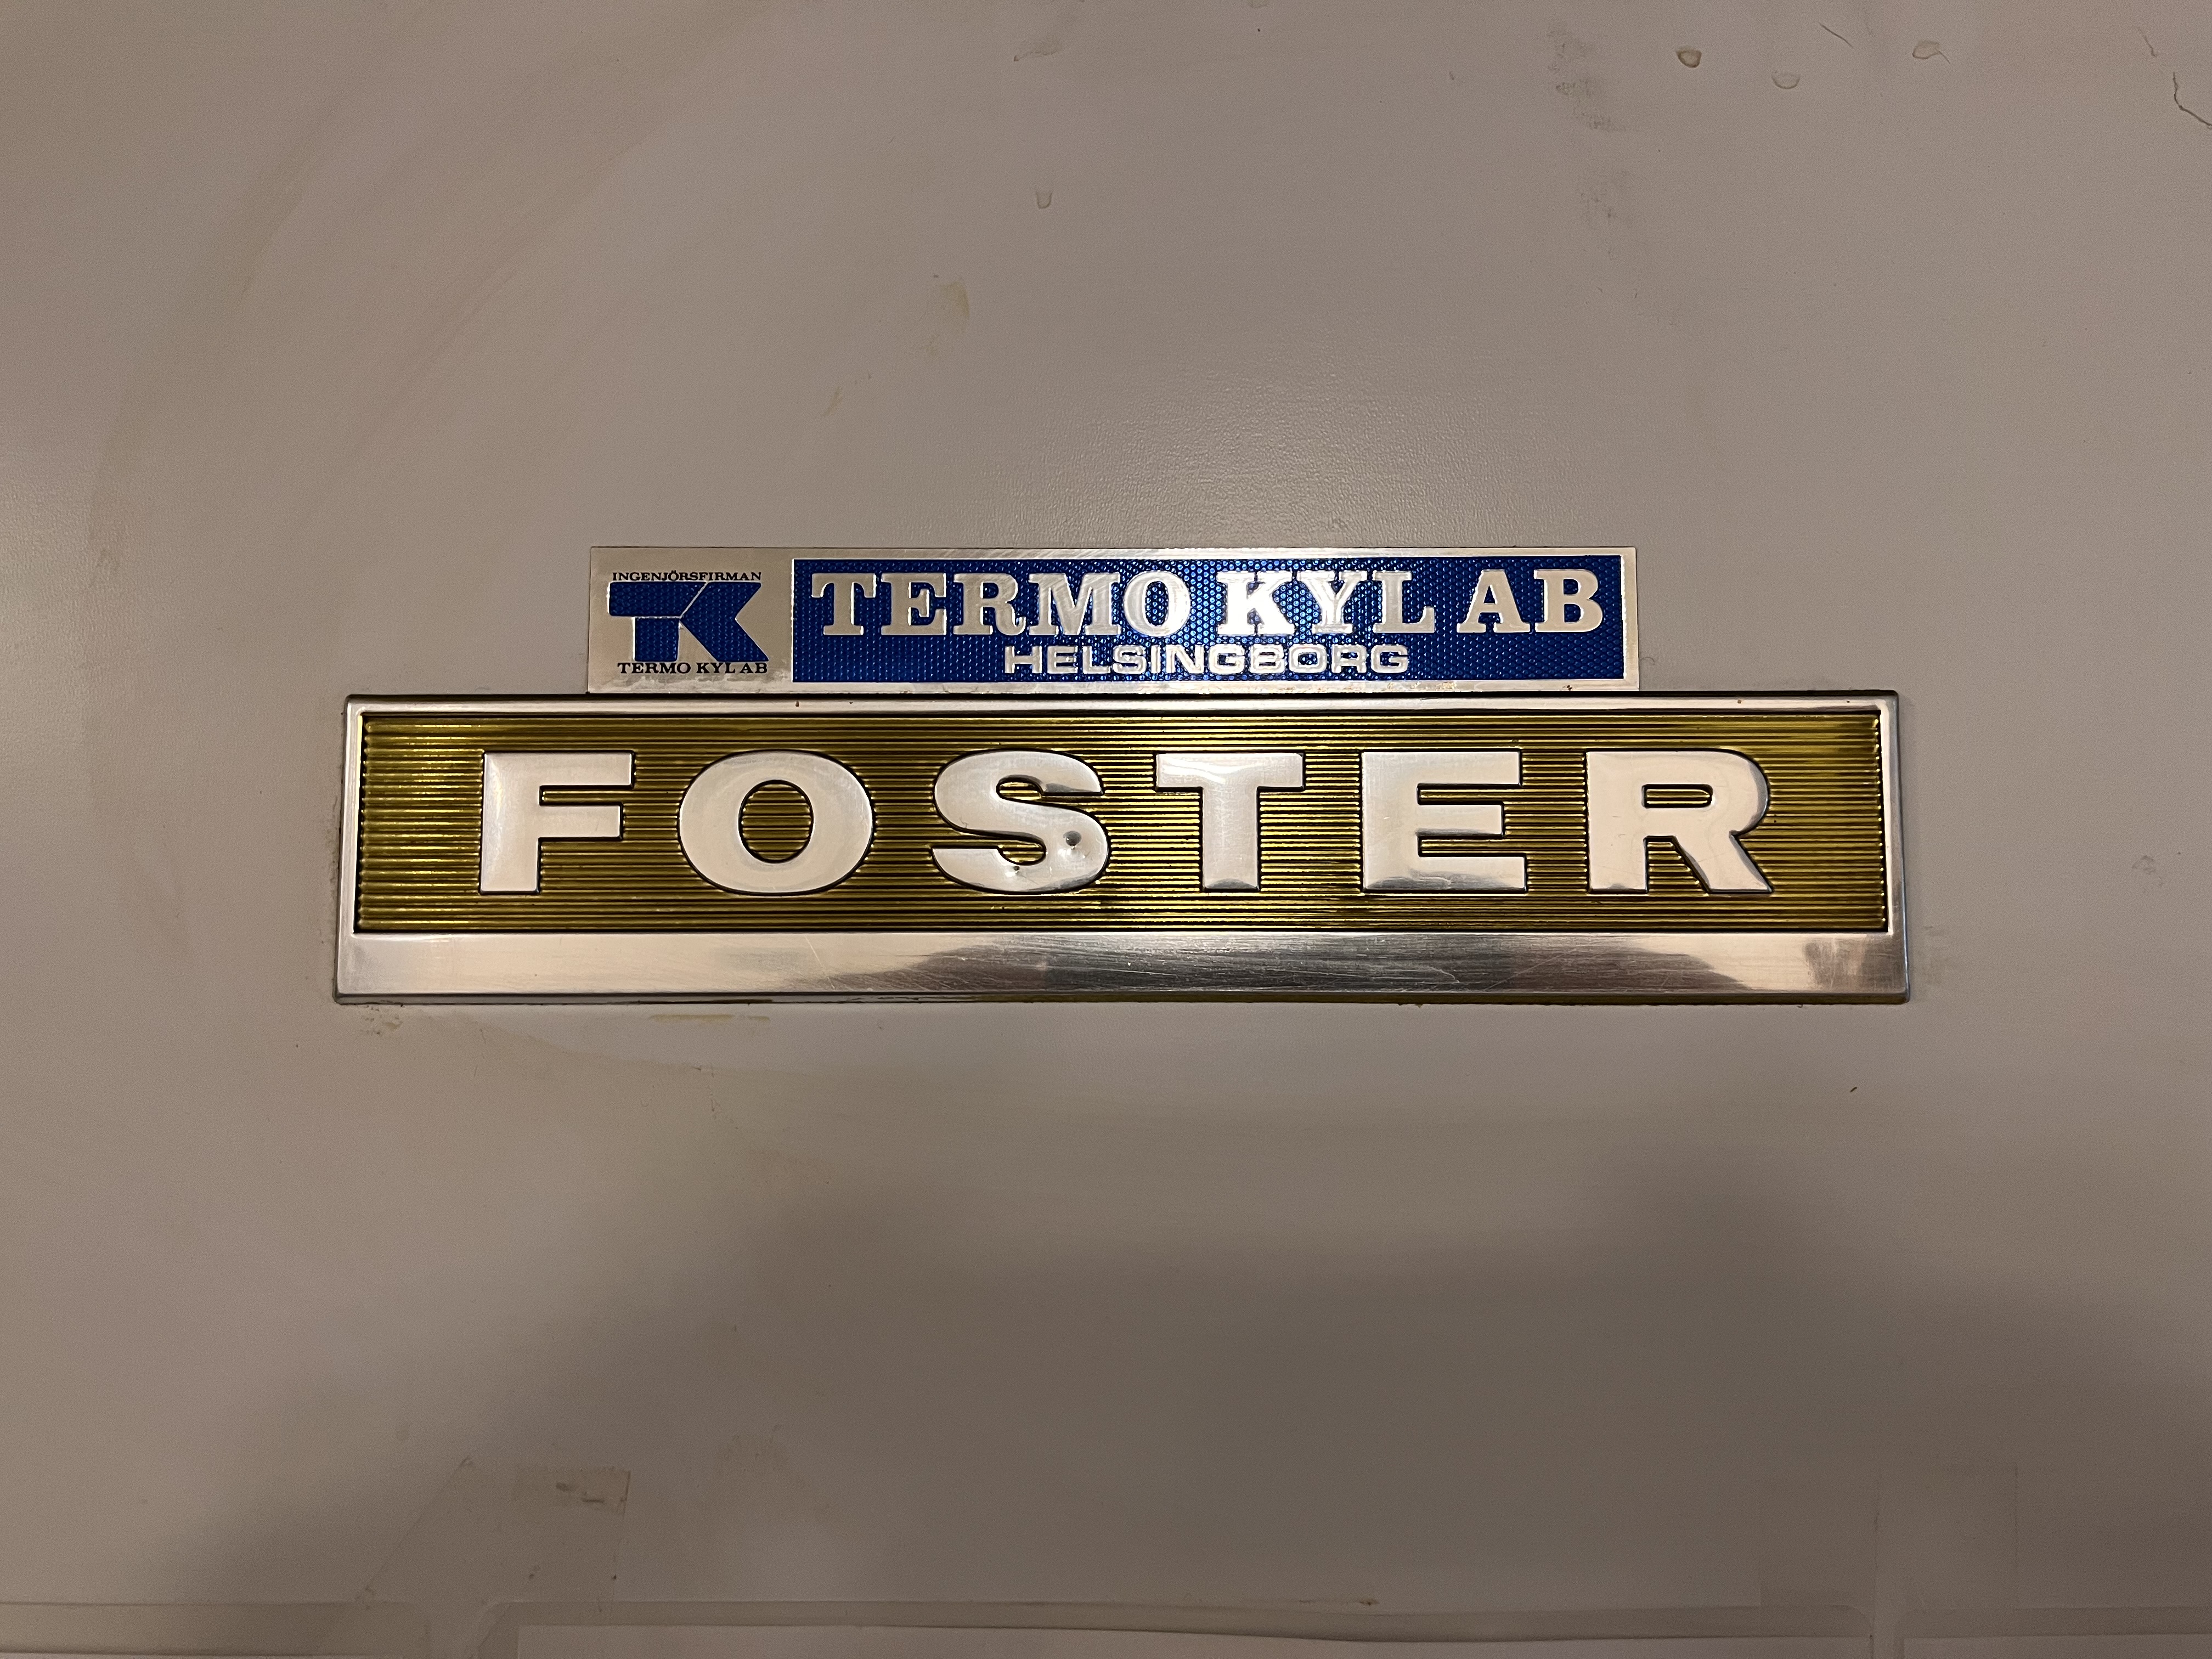 INGENJÖRSFIRMAN
TK
TERMO KYL AB
TERMO KYL AB
HELSINGBORG
FOSTER